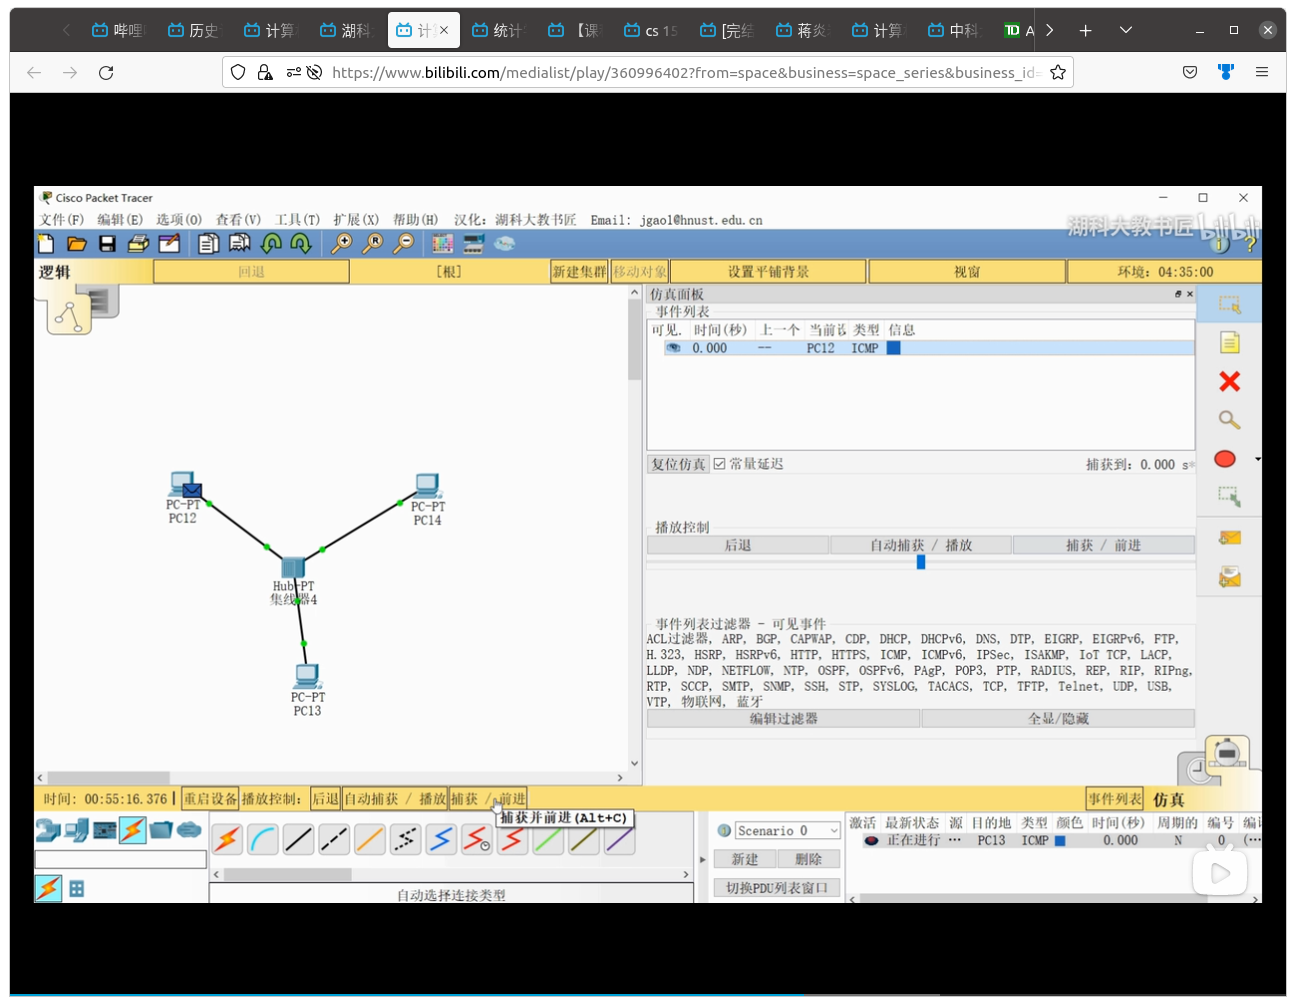 哔哩
历史
计算
湖科
计
统计
【课
cs 15
[完结
蒋炎
计算
中科
TD A
https://www.bilibili.com/medialist/play/360996402?from=space&business=space_series&business_id=
Cisco Packet Tracer
文件(F) 编辑(E) 选项(O) 查看(V) 工具(T) 扩展(X) 帮助(H) 汉化: 湖科大教书匠 Email: jgaol@hnust.edu.cn
湖科大教书匠 bilibili
逻辑 回退 [根] 新建集群 移动对象 设置平铺背景 视窗 环境: 04:35:00
仿真面板
事件列表
可见. 时间(秒) 上一个 当前设 类型 信息
0.000 -- PC12 ICMP
复位仿真 常量延迟 捕获到: 0.000 s*
播放控制
后退 自动捕获 / 播放 捕获 / 前进
事件列表过滤器 - 可见事件
ACL过滤器, ARP, BGP, CAPWAP, CDP, DHCP, DHCPv6, DNS, DTP, EIGRP, EIGRPv6, FTP,
H.323, HSRP, HSRPv6, HTTP, HTTPS, ICMP, ICMPv6, IPSec, ISAKMP, IoT TCP, LACP,
LLDP, NDP, NETFLOW, NTP, OSPF, OSPFv6, PAgP, POP3, PTP, RADIUS, REP, RIP, RIPng,
RTP, SCCP, SMTP, SNMP, SSH, STP, SYSLOG, TACACS, TCP, TFTP, Telnet, UDP, USB,
VTP, 物联网, 蓝牙
编辑过滤器 全显/隐藏
PC-PT
PC12
PC-PT
PC14
Hub-PT
集线器4
PC-PT
PC13
时间: 00:55:16.376 重启设备 播放控制: 后退 自动捕获 / 播放 捕获 / 前进 事件列表 仿真
捕获并前进(Alt+C)
自动选择连接类型
Scenario 0
新建 删除
切换PDU列表窗口
激活 最新状态 源 目的地 类型 颜色 时间(秒) 周期的 编号 编
正在进行 ... PC13 ICMP 0.000 N 0 (...